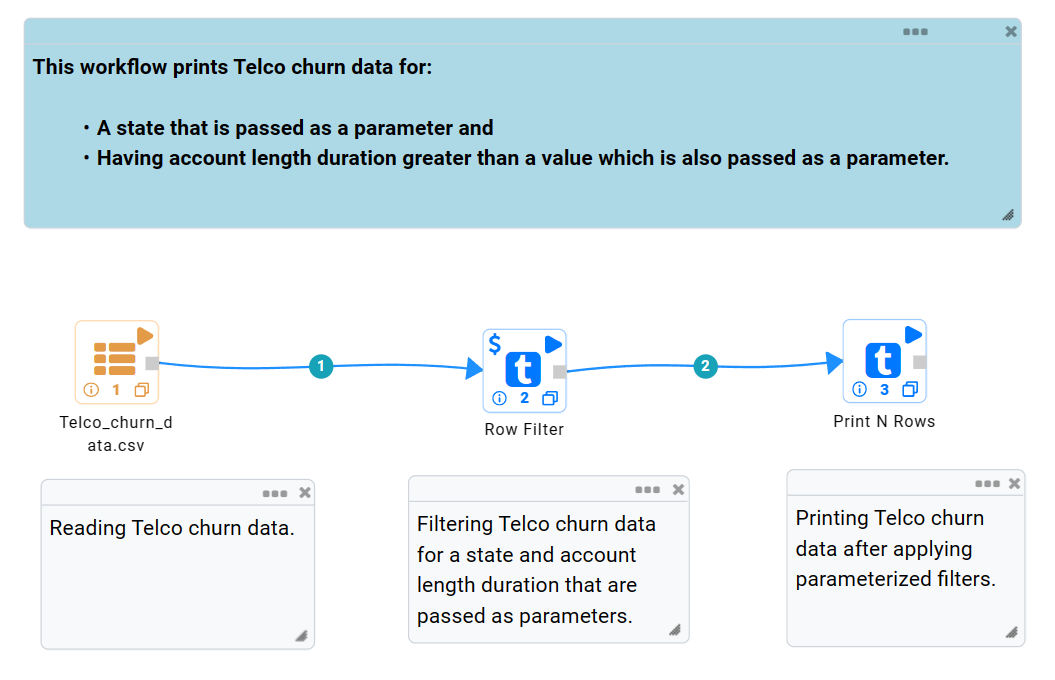 This workflow prints Telco churn data for:
• A state that is passed as a parameter and
• Having account length duration greater than a value which is also passed as a parameter.
1
2
$
t
t
1
2
3
Telco_churn_d
ata.csv
Row Filter
Print N Rows
Reading Telco churn data.
Filtering Telco churn data
for a state and account
length duration that are
passed as parameters.
Printing Telco churn
data after applying
parameterized filters.